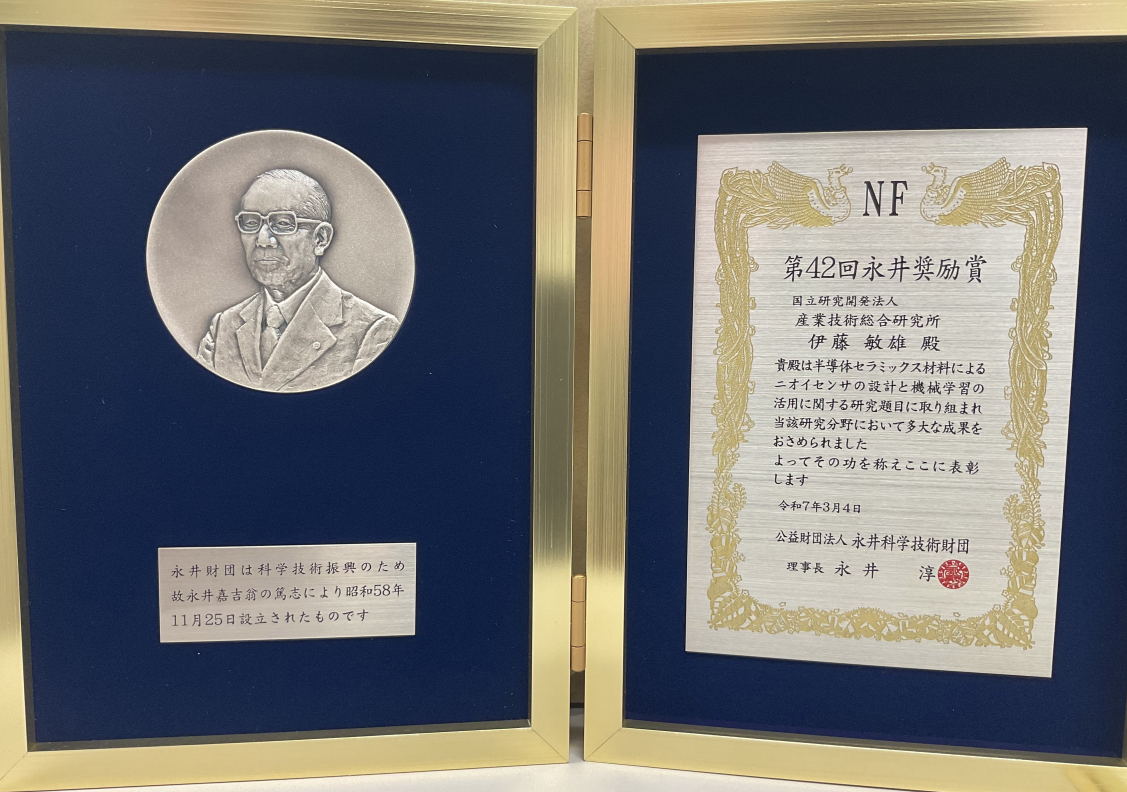 永井財団は科学技術振興のため
故永井嘉吉翁の篤志により昭和58年
11月25日設立されたものです
NF
第42回永井奨励賞
国立研究開発法人
産業技術総合研究所
伊藤 敏雄 殿
貴殿は半導体セラミックス材料による
ニオイセンサの設計と機械学習の
活用に関する研究題目に取り組まれ
当該研究分野において多大な成果を
おさめられました
よってその功を称えここに表彰
します
令和7年3月4日
公益財団法人 永井科学技術財団
理事長 永井 淳